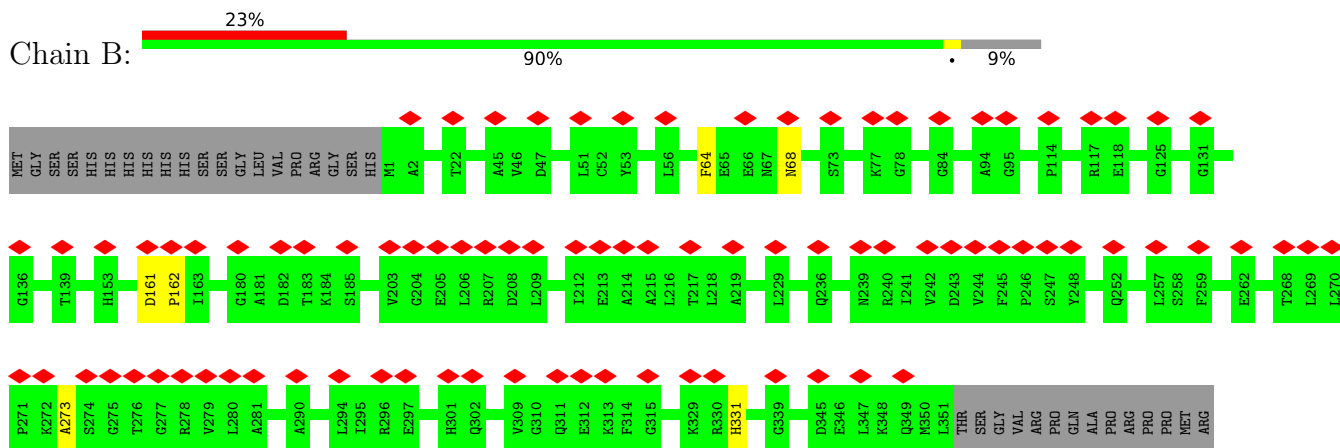 23%
Chain B:
90% • 9%
MET GLY SER SER HIS HIS HIS HIS HIS HIS SER SER GLY LEU VAL PRO ARG GLY SER HIS M1 A2 T22 A45 V46 D47 L51 C52 Y53 L56 F64 E65 E66 N67 N68 S73 K77 G78 G84 A94 G95 P114 R117 E118 G125 G131
G136 T139 H153 D161 P162 I163 G180 A181 D182 T183 K184 S185 V203 G204 E205 L206 R207 D208 L209 I212 E213 A214 A215 L216 T217 L218 A219 L229 Q236 N239 R240 I241 V242 D243 V244 F245 P246 S247 Y248 Q252 L257 S258 F259 E262 T268 L269 L270
P271 K272 A273 S274 G275 T276 G277 R278 V279 L280 A281 A290 L294 I295 R296 E297 H301 Q302 V309 G310 Q311 E312 K313 F314 G315 K329 R330 H331 G339 D345 E346 L347 K348 Q349 M350 L351 THR SER GLY VAL ARG PRO GLN ALA PRO ARG PRO PRO MET ARG